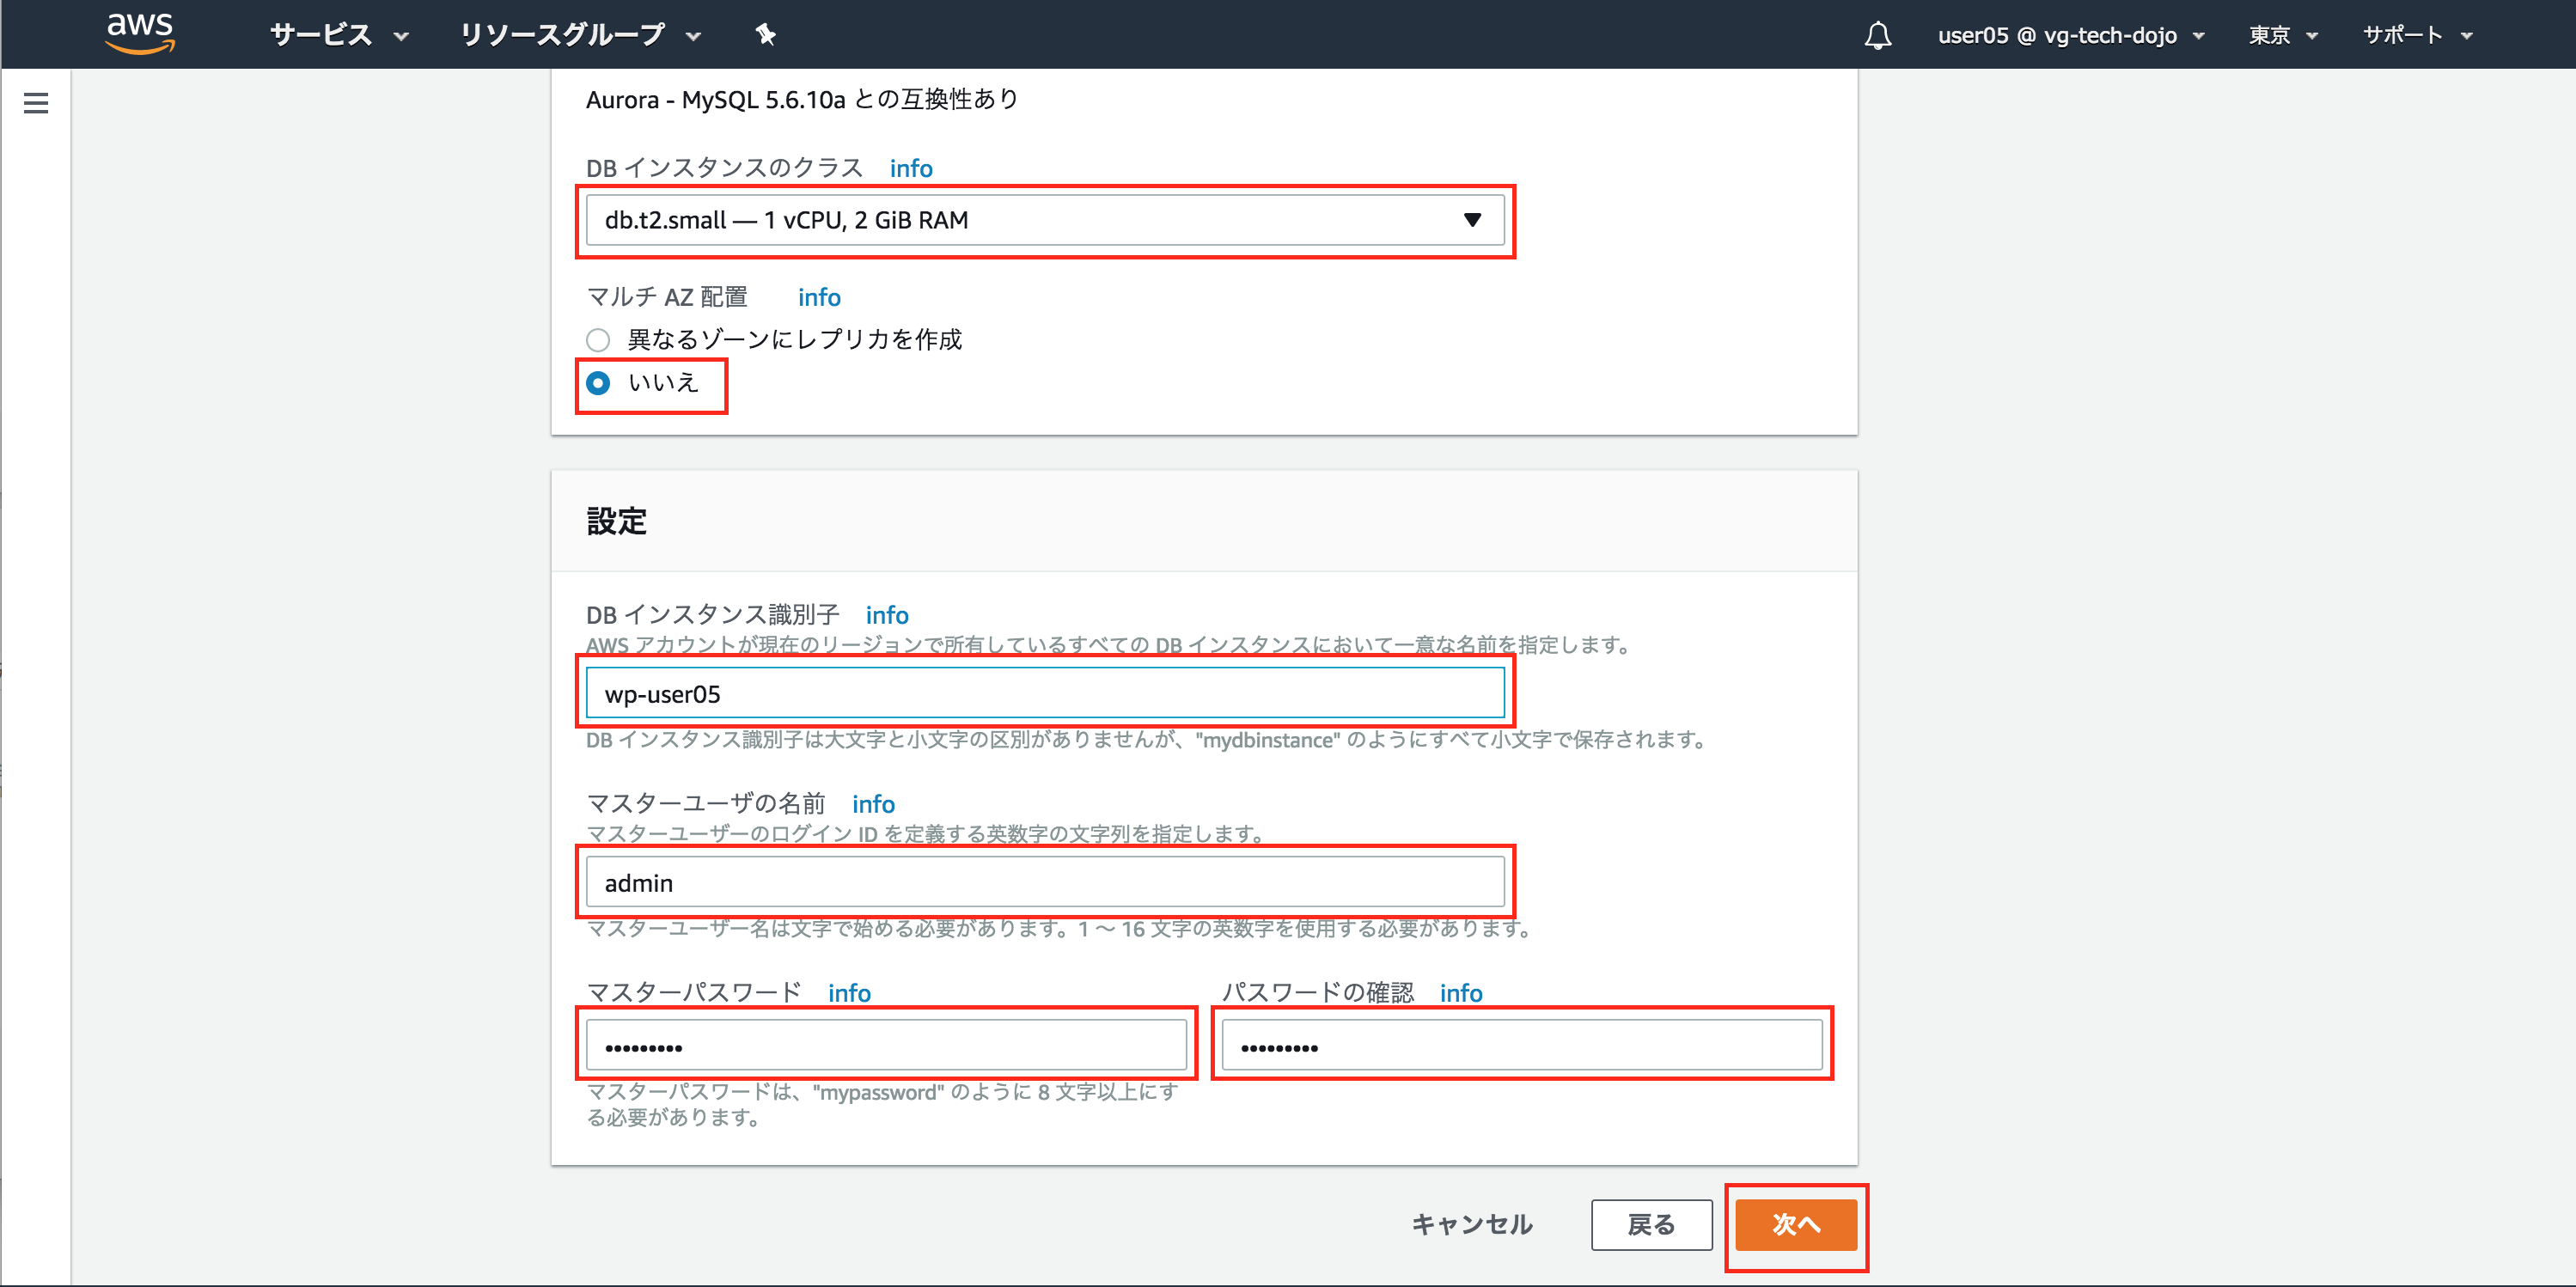 aws サービス リソースグループ user05 @ vg-tech-dojo 東京 サポート
Aurora - MySQL 5.6.10a との互換性あり
DB インスタンスのクラス info
db.t2.small — 1 vCPU, 2 GiB RAM
マルチ AZ 配置 info
異なるゾーンにレプリカを作成
いいえ
設定
DB インスタンス識別子 info
AWS アカウントが現在のリージョンで所有しているすべての DB インスタンスにおいて一意な名前を指定します。
wp-user05
DB インスタンス識別子は大文字と小文字の区別がありませんが、"mydbinstance" のようにすべて小文字で保存されます。
マスターユーザの名前 info
マスターユーザーのログイン ID を定義する英数字の文字列を指定します。
admin
マスターユーザー名は文字で始める必要があります。1 〜 16 文字の英数字を使用する必要があります。
マスターパスワード info パスワードの確認 info
••••••••• •••••••••
マスターパスワードは、"mypassword" のように 8 文字以上にす
る必要があります。
キャンセル 戻る 次へ